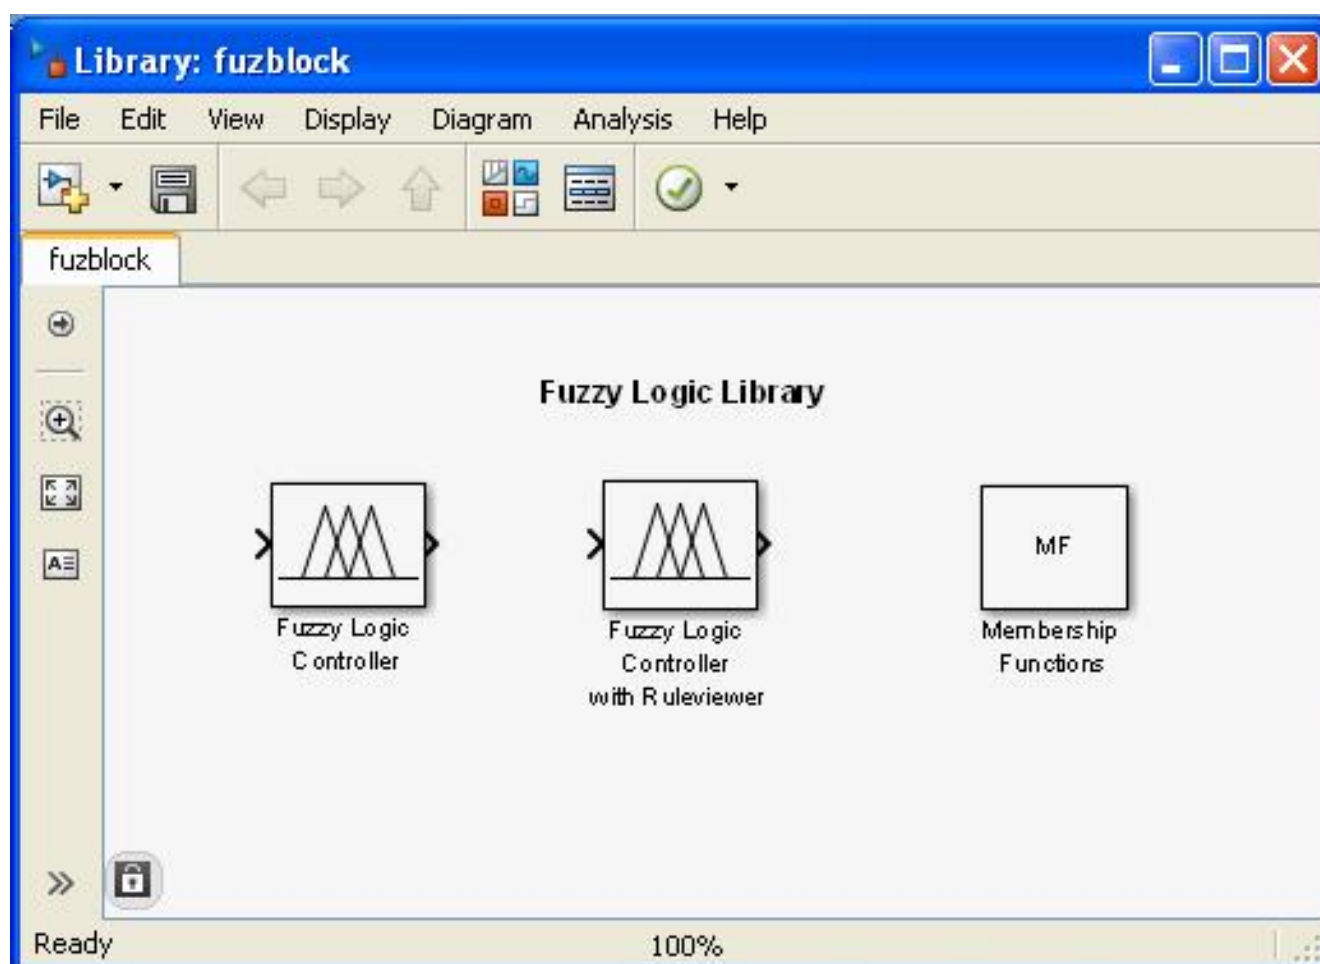 Library: fuzblock
File Edit View Display Diagram Analysis Help
fuzblock
Fuzzy Logic Library
MF
Fuzzy Logic
Controller
Fuzzy Logic
Controller
with Ruleviewer
Membership
Functions
Ready 100%